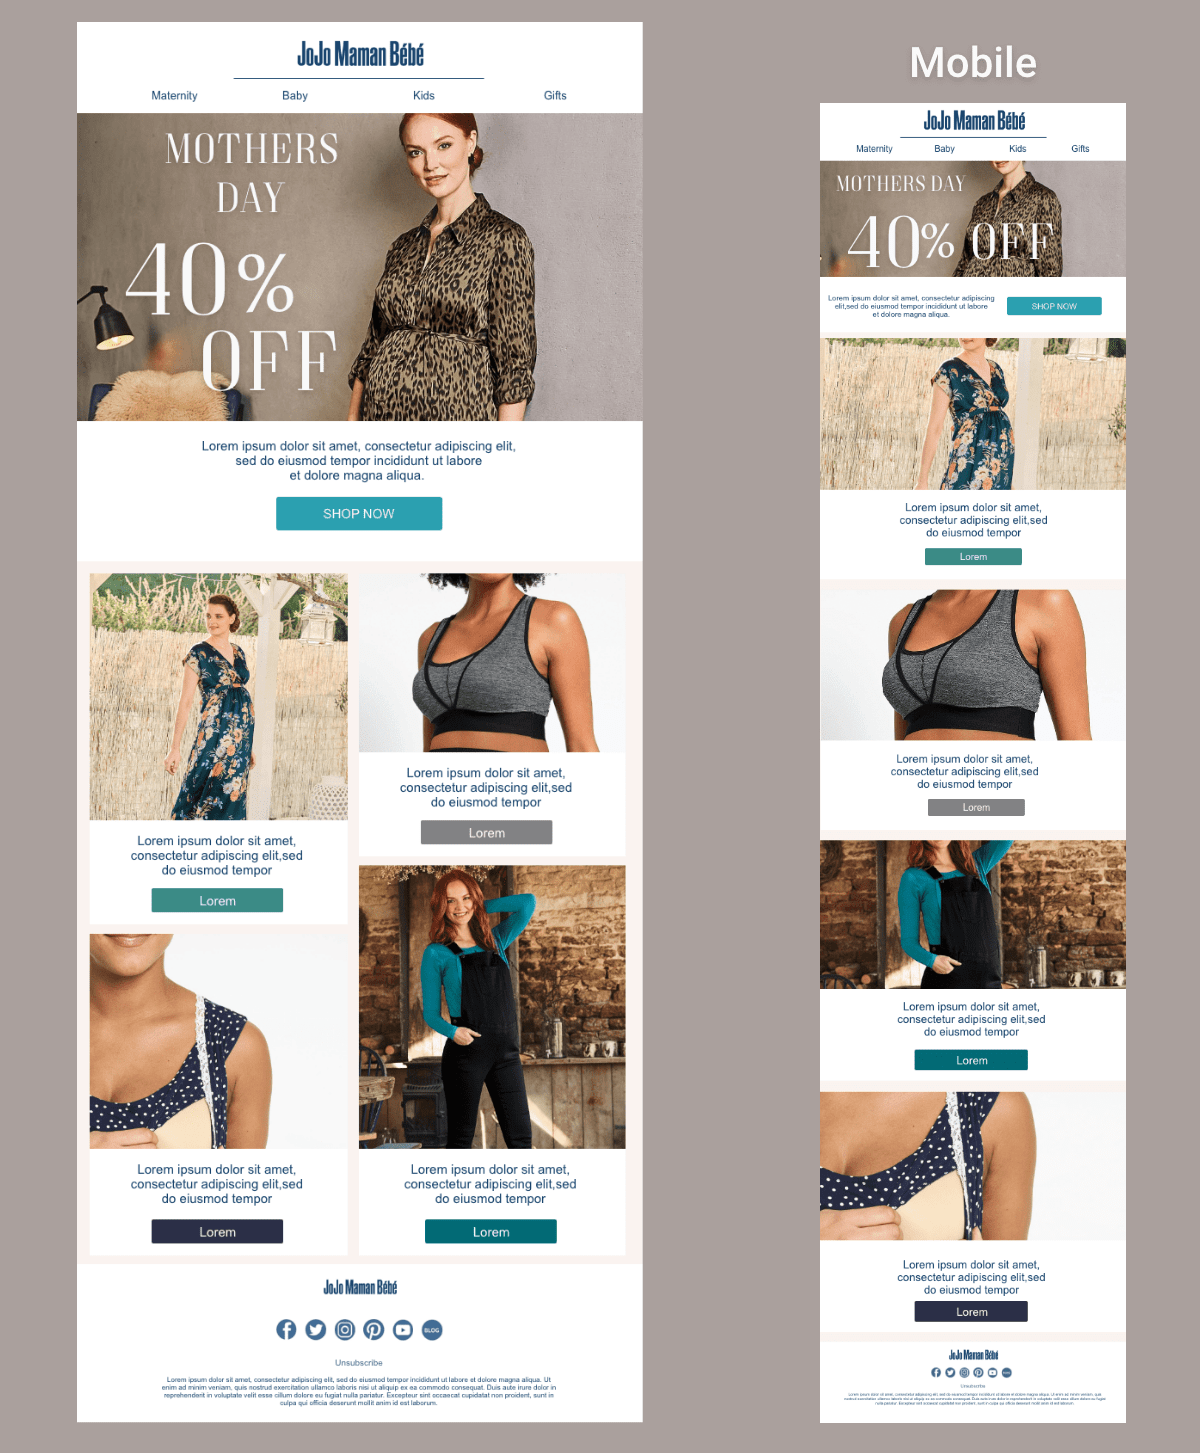 JoJo Maman Bébé
Maternity Baby Kids Gifts
MOTHERS
DAY
40%
OFF
Lorem ipsum dolor sit amet, consectetur adipiscing elit,
sed do eiusmod tempor incididunt ut labore
et dolore magna aliqua.
SHOP NOW
Lorem ipsum dolor sit amet,
consectetur adipiscing elit,sed
do eiusmod tempor
Lorem
Lorem ipsum dolor sit amet,
consectetur adipiscing elit,sed
do eiusmod tempor
Lorem
Lorem ipsum dolor sit amet,
consectetur adipiscing elit,sed
do eiusmod tempor
Lorem
Lorem ipsum dolor sit amet,
consectetur adipiscing elit,sed
do eiusmod tempor
Lorem
JoJo Maman Bébé
BLOG
Unsubscribe
Lorem ipsum dolor sit amet, consectetur adipiscing elit, sed do eiusmod tempor incididunt ut labore et dolore magna aliqua. Ut
enim ad minim veniam, quis nostrud exercitation ullamco laboris nisi ut aliquip ex ea commodo consequat. Duis aute irure dolor in
reprehenderit in voluptate velit esse cillum dolore eu fugiat nulla pariatur. Excepteur sint occaecat cupidatat non proident, sunt in
culpa qui officia deserunt mollit anim id est laborum.
Mobile
JoJo Maman Bébé
Maternity Baby Kids Gifts
MOTHERS DAY
40% OFF
Lorem ipsum dolor sit amet, consectetur adipiscing
elit,sed do eiusmod tempor incididunt ut labore
et dolore magna aliqua.
SHOP NOW
Lorem ipsum dolor sit amet,
consectetur adipiscing elit,sed
do eiusmod tempor
Lorem
Lorem ipsum dolor sit amet,
consectetur adipiscing elit,sed
do eiusmod tempor
Lorem
Lorem ipsum dolor sit amet,
consectetur adipiscing elit,sed
do eiusmod tempor
Lorem
Lorem ipsum dolor sit amet,
consectetur adipiscing elit,sed
do eiusmod tempor
Lorem
JoJo Maman Bébé
Unsubscribe